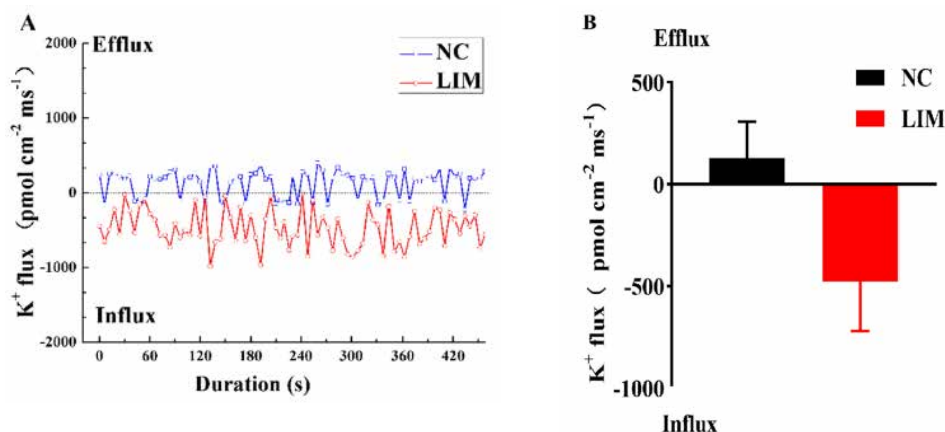 A
Efflux
NC
LIM
2000
1000
0
-1000
-2000
K⁺ flux (pmol cm⁻² ms⁻¹)
Influx
0 60 120 180 240 300 360 420
Duration (s)
B
Efflux
NC
LIM
500
0
-500
-1000
K⁺ flux ( pmol cm⁻² ms⁻¹)
Influx